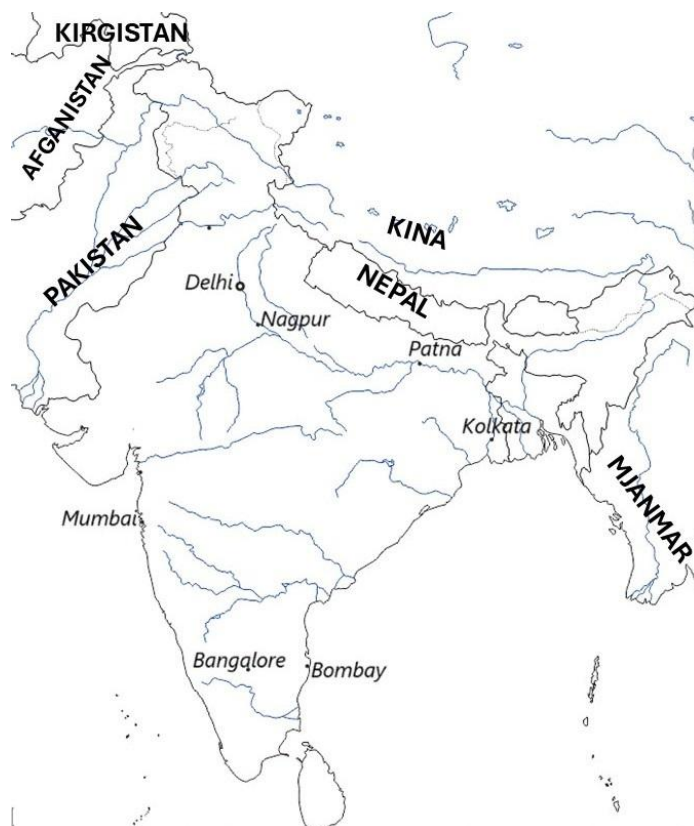 KIRGISTAN
AFGANISTAN
PAKISTAN
KINA
Delhi
NEPAL
Nagpur
Patna
Kolkata
MJANMAR
Mumbai
Bangalore
Bombay